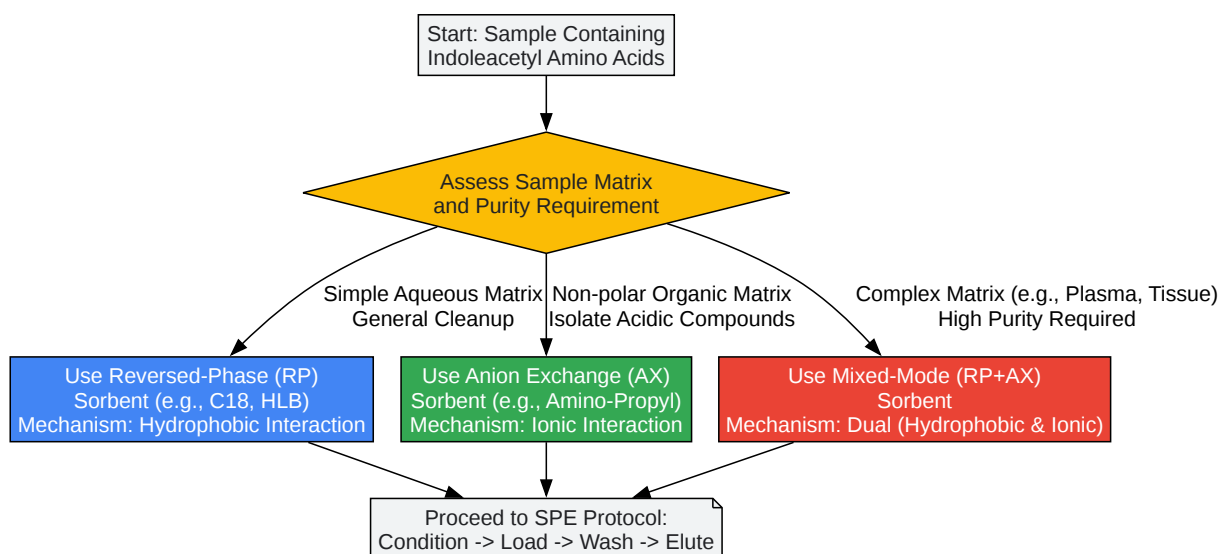 Start: Sample Containing
Indoleacetyl Amino Acids
Assess Sample Matrix
and Purity Requirement
Simple Aqueous Matrix
General Cleanup
Non-polar Organic Matrix
Isolate Acidic Compounds
Complex Matrix (e.g., Plasma, Tissue)
High Purity Required
Use Reversed-Phase (RP)
Sorbent (e.g., C18, HLB)
Mechanism: Hydrophobic Interaction
Use Anion Exchange (AX)
Sorbent (e.g., Amino-Propyl)
Mechanism: Ionic Interaction
Use Mixed-Mode (RP+AX)
Sorbent
Mechanism: Dual (Hydrophobic & Ionic)
Proceed to SPE Protocol:
Condition -> Load -> Wash -> Elute